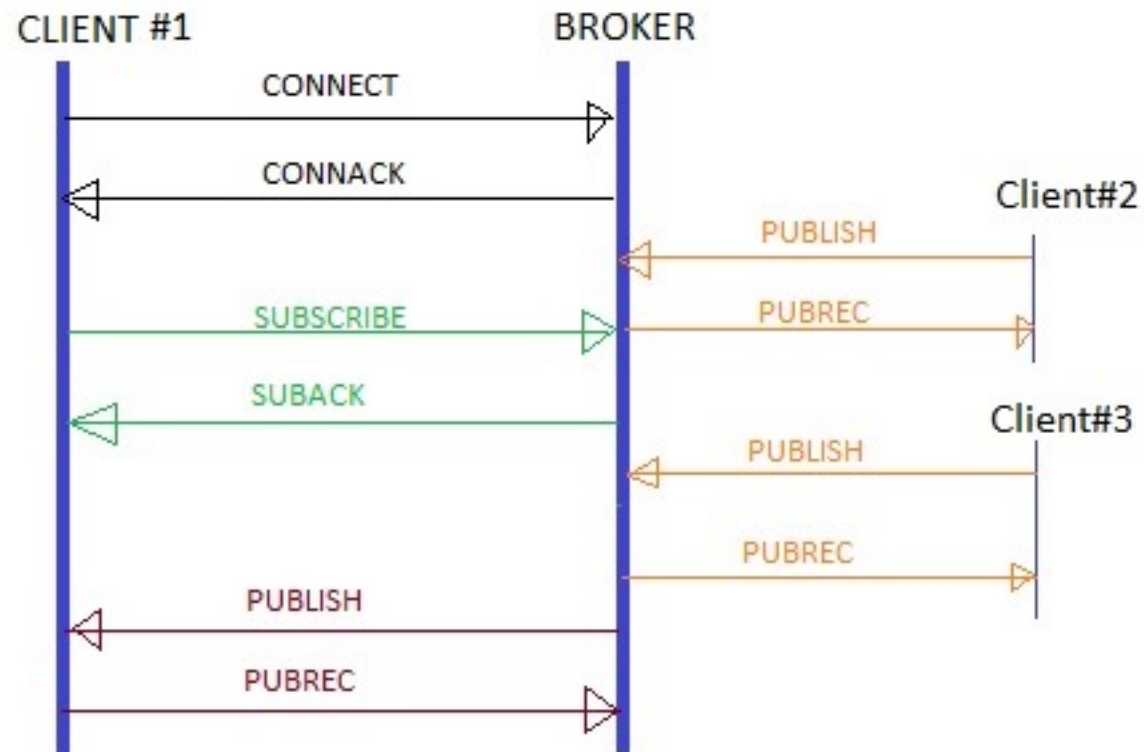 CLIENT #1
BROKER
CONNECT
CONNACK
Client#2
PUBLISH
SUBSCRIBE
PUBREC
SUBACK
Client#3
PUBLISH
PUBREC
PUBLISH
PUBREC